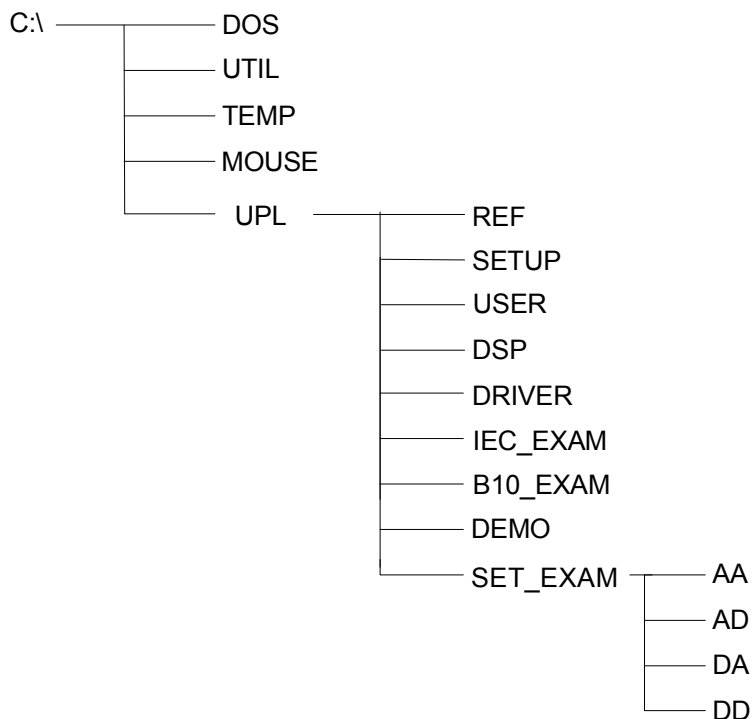 C:\
DOS
UTIL
TEMP
MOUSE
UPL
REF
SETUP
USER
DSP
DRIVER
IEC_EXAM
B10_EXAM
DEMO
SET_EXAM
AA
AD
DA
DD